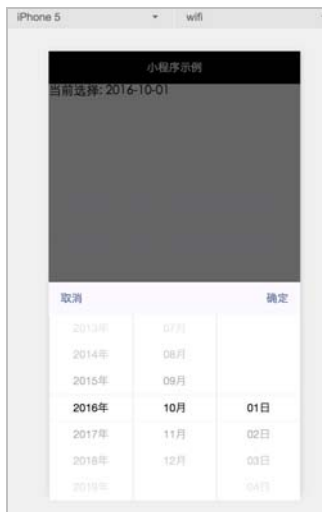 iPhone 5 wifi
小程序示例
当前选择: 2016-10-01
取消 确定
2013年 07月
2014年 08月
2015年 09月
2016年 10月 01日
2017年 11月 02日
2018年 12月 03日
2019年 04日